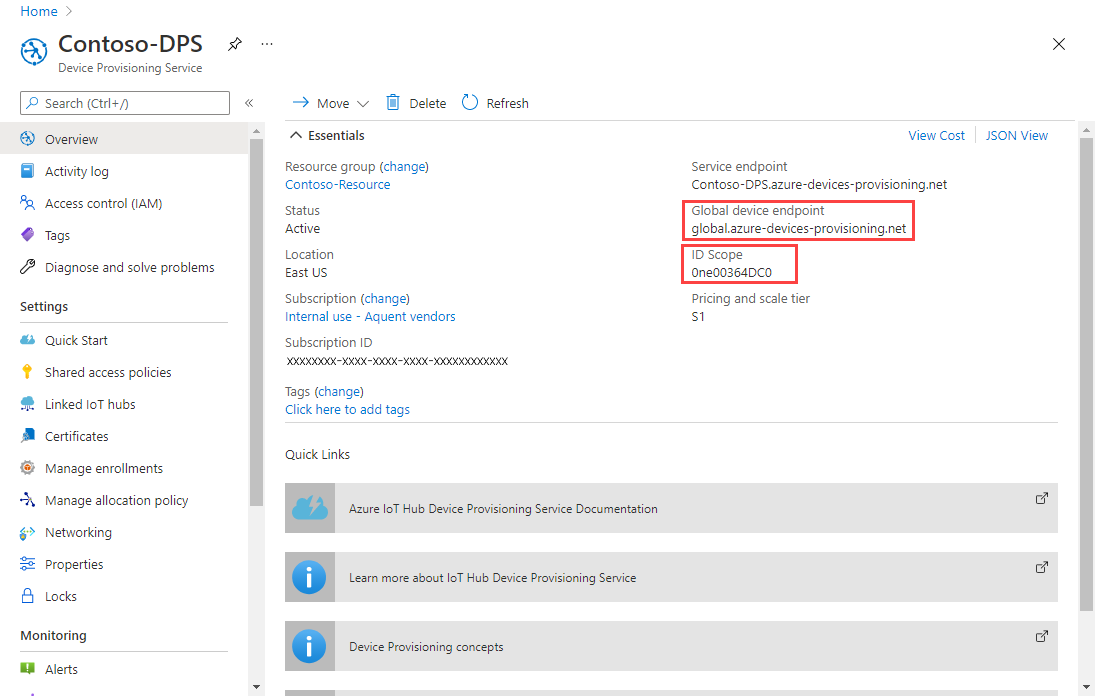 Home
Contoso-DPS
Device Provisioning Service
Search (Ctrl+/)
Overview
Activity log
Access control (IAM)
Tags
Diagnose and solve problems
Settings
Quick Start
Shared access policies
Linked IoT hubs
Certificates
Manage enrollments
Manage allocation policy
Networking
Properties
Locks
Monitoring
Alerts
Move
Delete
Refresh
Essentials
View Cost
JSON View
Resource group (change)
Contoso-Resource
Status
Active
Location
East US
Subscription (change)
Internal use - Aquent vendors
Subscription ID
xxxxxxxx-xxxx-xxxx-xxxx-xxxxxxxxxxxx
Tags (change)
Click here to add tags
Service endpoint
Contoso-DPS.azure-devices-provisioning.net
Global device endpoint
global.azure-devices-provisioning.net
ID Scope
0ne00364DC0
Pricing and scale tier
S1
Quick Links
Azure IoT Hub Device Provisioning Service Documentation
Learn more about IoT Hub Device Provisioning Service
Device Provisioning concepts